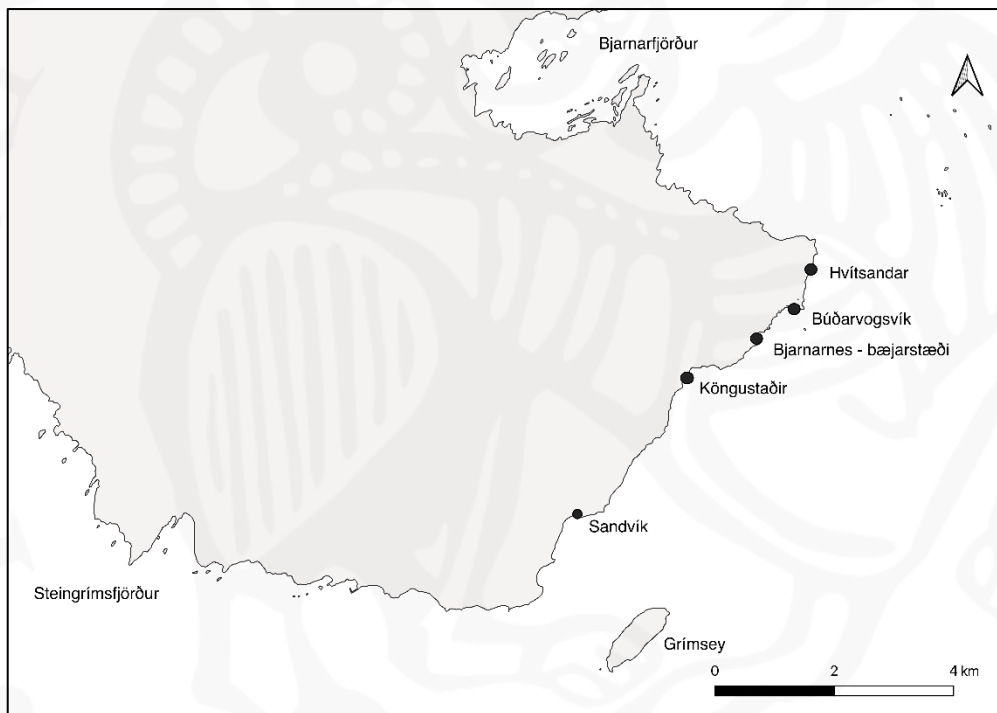 Bjarnarfjörður
Hvítsandar
Búðarvogsvík
Bjarnarnes - bæjarstæði
Köngustaðir
Sandvík
Steingrímsfjörður
Grímsey
0 2 4 km